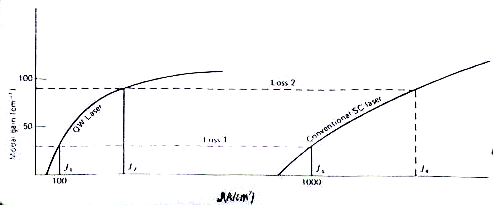 Modal gain (cm⁻¹)
100
50
QW Laser
Loss 2
Loss 1
Conventional SC laser
100
J₁
J₂
1000
J₃
J₄
J(A/cm²)